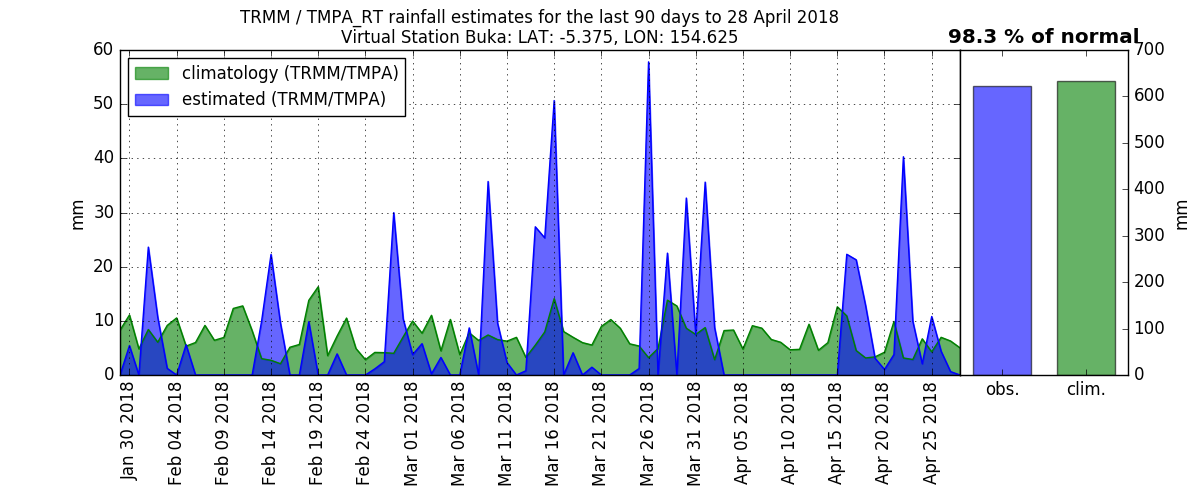 TRMM / TMPA_RT rainfall estimates for the last 90 days to 28 April 2018
Virtual Station Buka: LAT: -5.375, LON: 154.625
98.3 % of normal
climatology (TRMM/TMPA)
estimated (TRMM/TMPA)
60
50
40
30
20
10
0
mm
Jan 30 2018
Feb 04 2018
Feb 09 2018
Feb 14 2018
Feb 19 2018
Feb 24 2018
Mar 01 2018
Mar 06 2018
Mar 11 2018
Mar 16 2018
Mar 21 2018
Mar 26 2018
Mar 31 2018
Apr 05 2018
Apr 10 2018
Apr 15 2018
Apr 20 2018
Apr 25 2018
obs.
clim.
700
600
500
400
300
200
100
0
mm